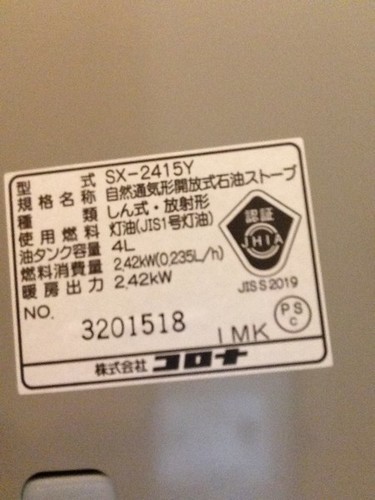 型式 SX-2415Y
規格名称 自然通気形開放式石油ストーブ
種類 しん式・放射形
使用燃料 灯油(JIS1号灯油)
油タンク容量 4L
燃料消費量 2.42kW(0.235L/h)
暖房出力 2.42kW
認証
JHIA
JIS S 2019
PS
C
NO. 3201518 IMK
株式会社 コロナ